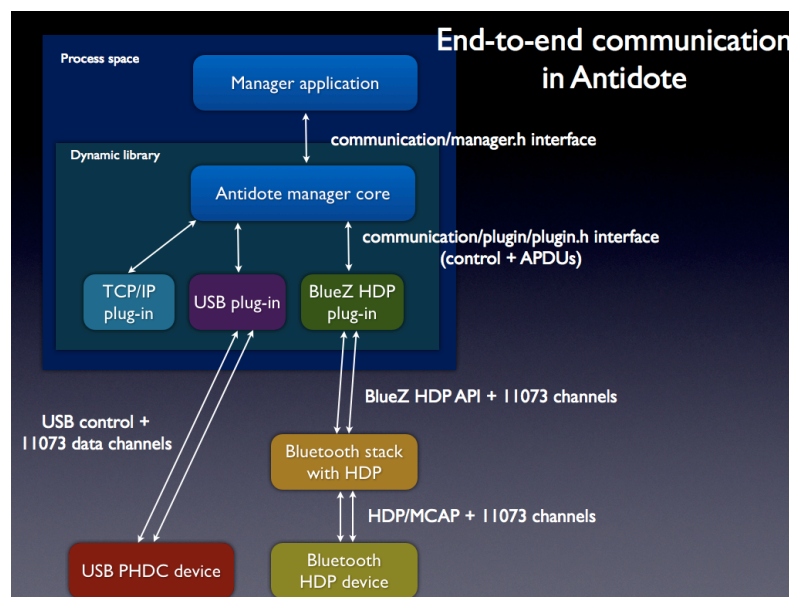 End-to-end communication
in Antidote
Process space
Manager application
communication/manager.h interface
Dynamic library
Antidote manager core
communication/plugin/plugin.h interface
(control + APDUs)
TCP/IP
plug-in
USB plug-in
BlueZ HDP
plug-in
BlueZ HDP API + 11073 channels
USB control +
11073 data channels
Bluetooth stack
with HDP
HDP/MCAP + 11073 channels
USB PHDC device
Bluetooth
HDP device